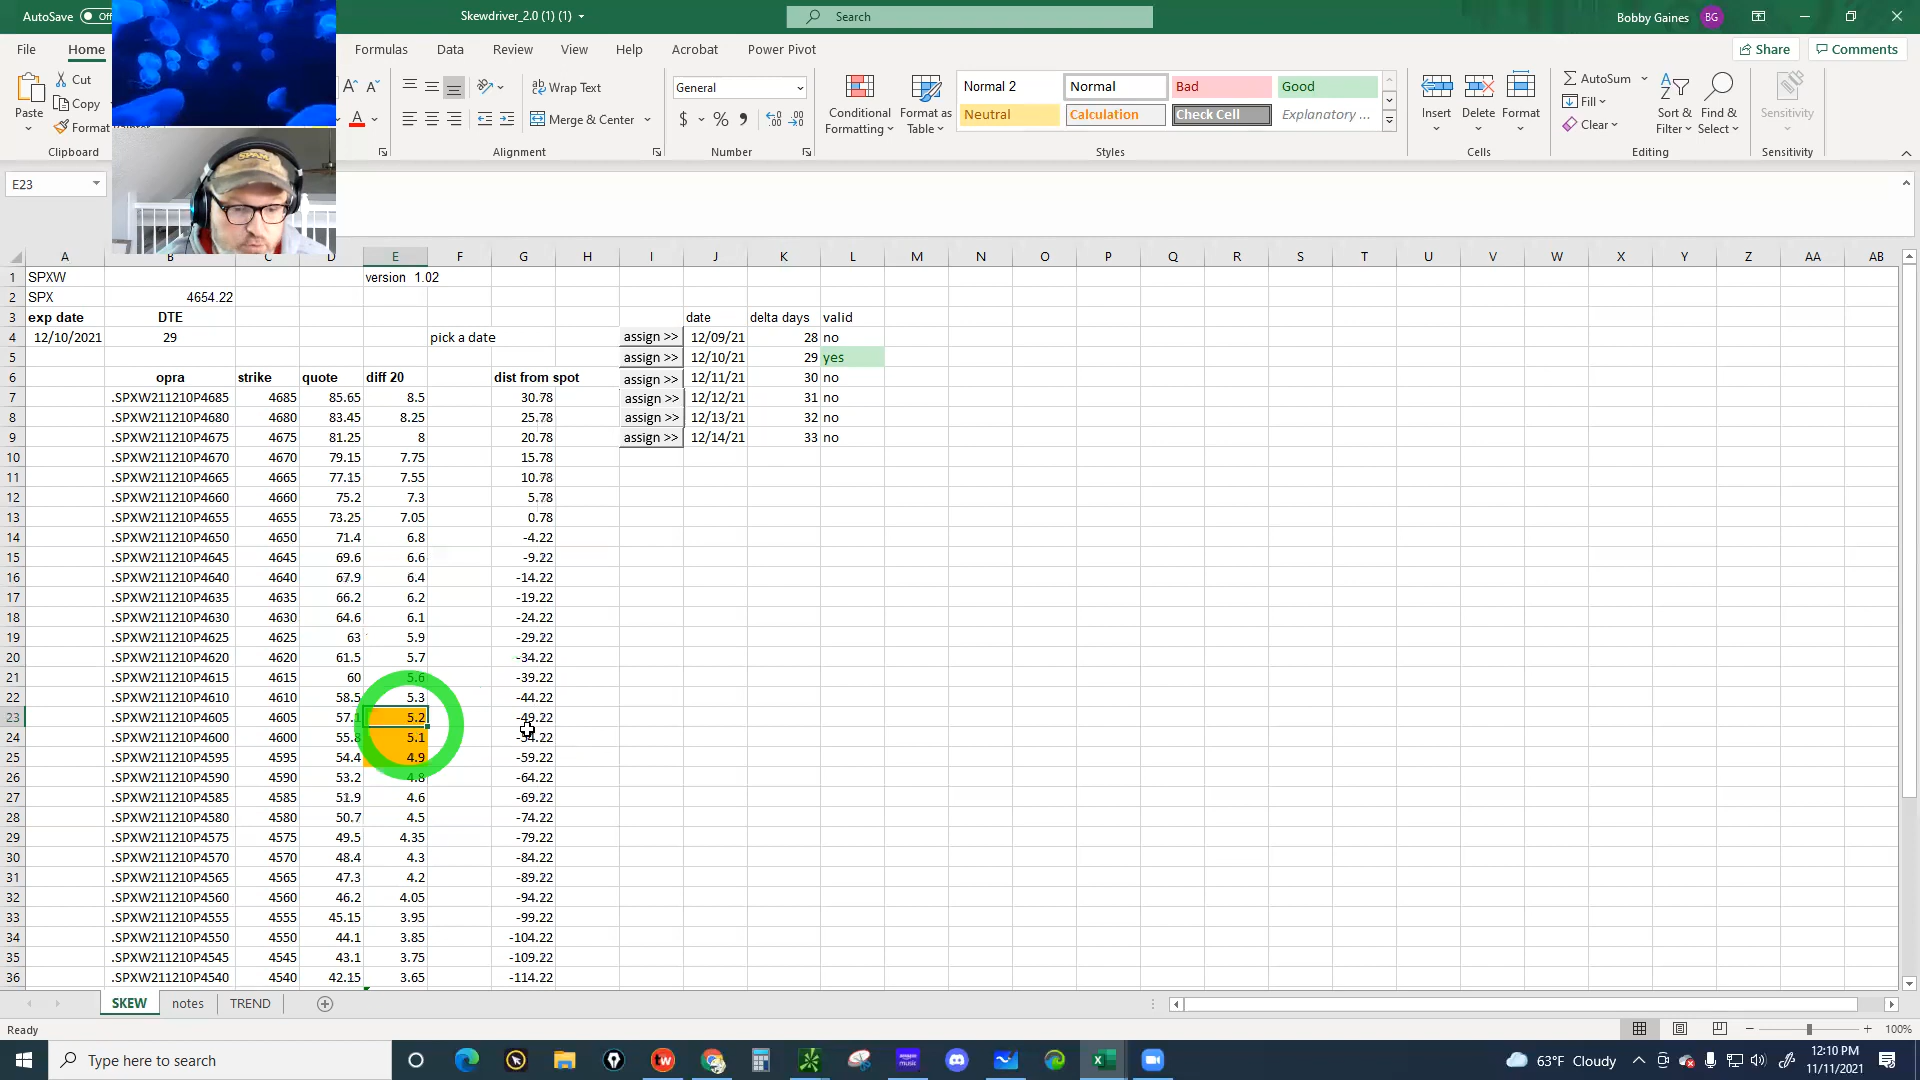 AutoSave Off
Skewdriver_2.0 (1) (1)
Search
Bobby Gaines BG
File Home Formulas Data Review View Help Acrobat Power Pivot
Share Comments
Cut
Copy
Format
Paste
Clipboard
Wrap Text
Merge & Center
Alignment
General
$ % 9
Number
Conditional Formatting
Format as Table
Normal 2 Normal Bad Good
Neutral Calculation Check Cell Explanatory ...
Styles
Insert Delete Format
Cells
AutoSum
Fill
Clear
Sort & Filter
Find & Select
Editing
Sensitivity
Sensitivity
E23
SPAM
A B C D E F G H I J K L M N O P Q R S T U V W X Y Z AA AB
1 SPXW version 1.02
2 SPX 4654.22
3 exp date DTE date delta days valid
4 12/10/2021 29 pick a date assign >> 12/09/21 28 no
5 assign >> 12/10/21 29 yes
6 opra strike quote diff 20 dist from spot assign >> 12/11/21 30 no
7 .SPXW211210P4685 4685 85.65 8.5 30.78 assign >> 12/12/21 31 no
8 .SPXW211210P4680 4680 83.45 8.25 25.78 assign >> 12/13/21 32 no
9 .SPXW211210P4675 4675 81.25 8 20.78 assign >> 12/14/21 33 no
10 .SPXW211210P4670 4670 79.15 7.75 15.78
11 .SPXW211210P4665 4665 77.15 7.55 10.78
12 .SPXW211210P4660 4660 75.2 7.3 5.78
13 .SPXW211210P4655 4655 73.25 7.05 0.78
14 .SPXW211210P4650 4650 71.4 6.8 -4.22
15 .SPXW211210P4645 4645 69.6 6.6 -9.22
16 .SPXW211210P4640 4640 67.9 6.4 -14.22
17 .SPXW211210P4635 4635 66.2 6.2 -19.22
18 .SPXW211210P4630 4630 64.6 6.1 -24.22
19 .SPXW211210P4625 4625 63 5.9 -29.22
20 .SPXW211210P4620 4620 61.5 5.7 -34.22
21 .SPXW211210P4615 4615 60 5.6 -39.22
22 .SPXW211210P4610 4610 58.5 5.3 -44.22
23 .SPXW211210P4605 4605 57.1 5.2 -49.22
24 .SPXW211210P4600 4600 55.8 5.1 -54.22
25 .SPXW211210P4595 4595 54.4 4.9 -59.22
26 .SPXW211210P4590 4590 53.2 4.8 -64.22
27 .SPXW211210P4585 4585 51.9 4.6 -69.22
28 .SPXW211210P4580 4580 50.7 4.5 -74.22
29 .SPXW211210P4575 4575 49.5 4.35 -79.22
30 .SPXW211210P4570 4570 48.4 4.3 -84.22
31 .SPXW211210P4565 4565 47.3 4.2 -89.22
32 .SPXW211210P4560 4560 46.2 4.05 -94.22
33 .SPXW211210P4555 4555 45.15 3.95 -99.22
34 .SPXW211210P4550 4550 44.1 3.85 -104.22
35 .SPXW211210P4545 4545 43.1 3.75 -109.22
36 .SPXW211210P4540 4540 42.15 3.65 -114.22
SKEW notes TREND
Ready
100%
Type here to search
63°F Cloudy
12:10 PM
11/11/2021